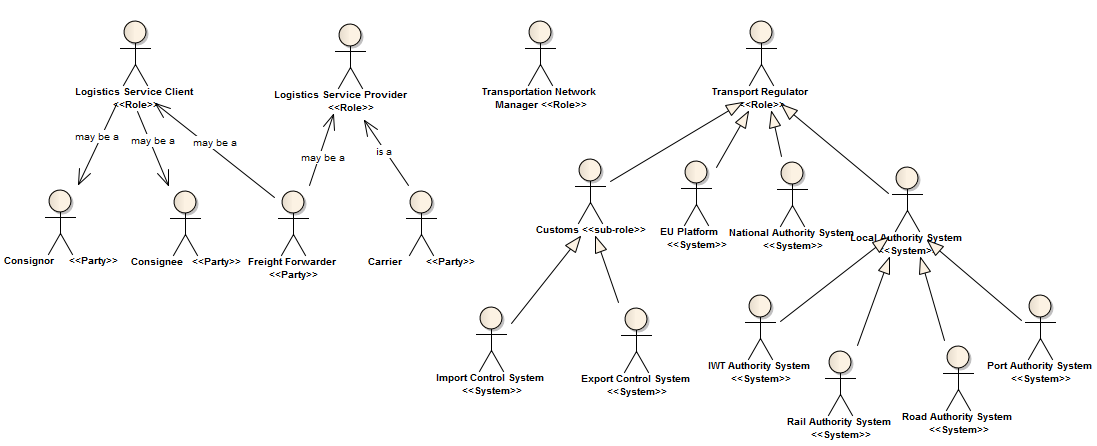 Logistics Service Client
<<Role>>
Logistics Service Provider
<<Role>>
Transportation Network
Manager <<Role>>
Transport Regulator
<<Role>>
may be a
may be a
may be a
may be a
is a
Consignor <<Party>>
Consignee <<Party>>
Freight Forwarder
<<Party>>
Carrier <<Party>>
Customs <<sub-role>>
EU Platform
<<System>>
National Authority System
<<System>>
Local Authority System
<<System>>
Import Control System
<<System>>
Export Control System
<<System>>
IWT Authority System
<<System>>
Rail Authority System
<<System>>
Road Authority System
<<System>>
Port Authority System
<<System>>